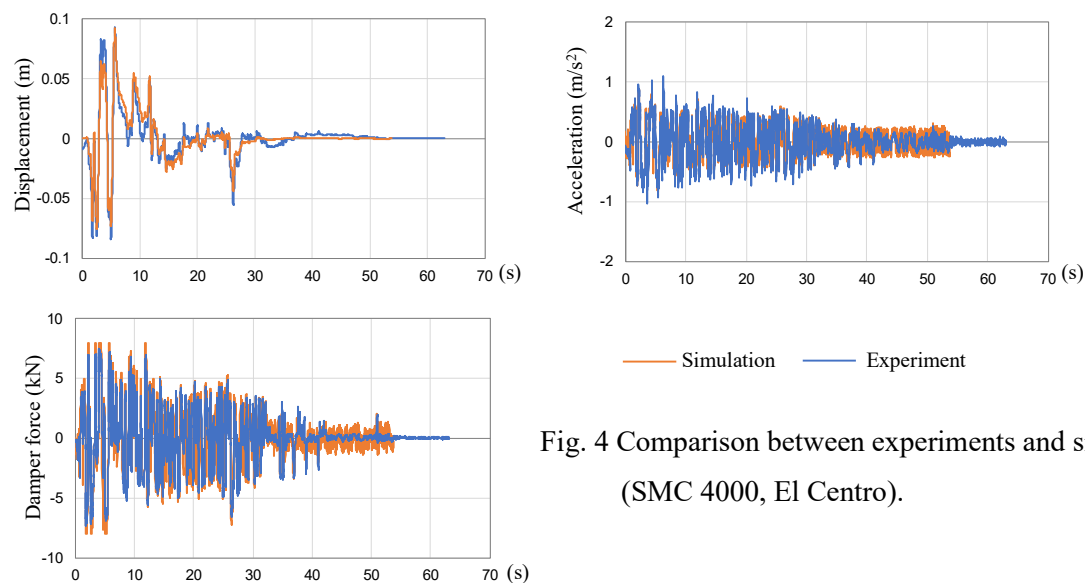 0.1
0.05
0
-0.05
-0.1
Displacement (m)
0 10 20 30 40 50 60 70 (s)
2
1
0
-1
-2
Acceleration (m/s²)
0 10 20 30 40 50 60 70 (s)
10
5
0
-5
-10
Damper force (kN)
0 10 20 30 40 50 60 70 (s)
Simulation Experiment
Fig. 4 Comparison between experiments and s
(SMC 4000, El Centro).